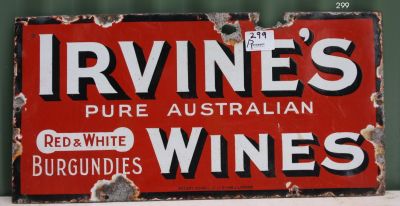 299
299
IRVINE'S
PURE AUSTRALIAN
RED & WHITE
BURGUNDIES
WINES